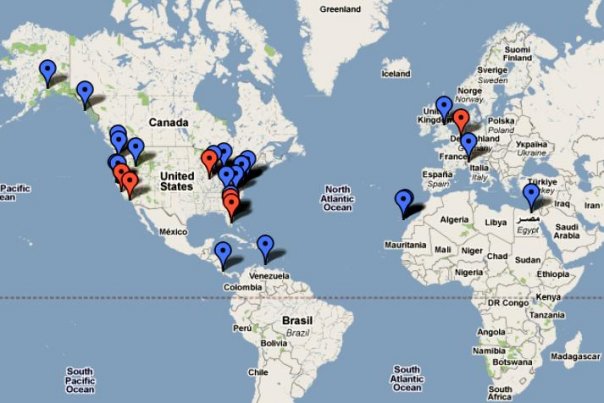 Greenland
Iceland
Suomi
Finland
Sverige
Sweden
Norge
Norway
Canada
United
Kingdom
Polska
Poland
Deutschland
Germany
Україна
Ukraine
France
Italia
Italy
España
Spain
Türkiye
Turkey
United
States
North
Atlantic
Ocean
Pacific
Ocean
Algeria
Libya
مصر
Egypt
Iraq
Saudi
Arabia
México
Mauritania
Mali
Niger
Chad
Sudan
Nigeria
Ethiopia
Venezuela
Colombia
Kenya
DR Congo
Tanzania
Brasil
Brazil
Perú
Bolivia
Angola
Namibia
Botswana
Madagascar
South
Pacific
Ocean
Chile
South
Atlantic
Ocean
South
Africa